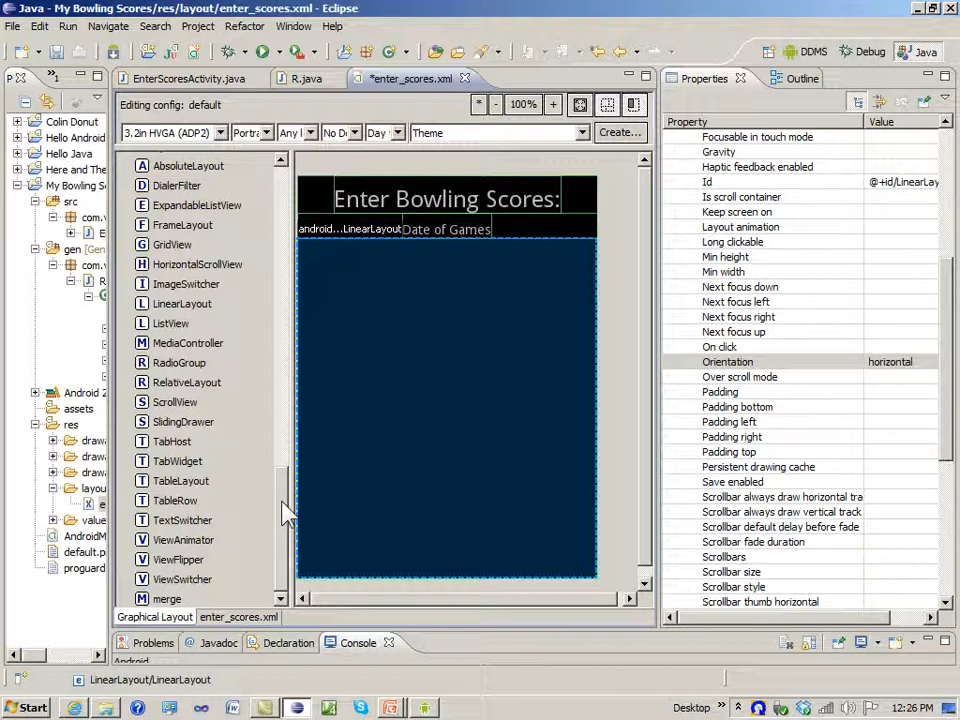 Java - My Bowling Scores/res/layout/enter_scores.xml - Eclipse
File Edit Run Navigate Search Project Refactor Window Help
DDMS Debug Java
P »1 EnterScoresActivity.java R.java *enter_scores.xml Properties Outline
Editing config: default
* - 100% +
3.2in HVGA (ADP2) Portra Any l No D Day Theme Create...
Property Value
Colin Donut
Hello Android
Hello Java
Here and The
My Bowling S
src
com.v
E
gen [Gen
com.v
R
Android 2
assets
res
draw
draw
draw
layou
e
value
AndroidM
default.p
proguard
A AbsoluteLayout
D DialerFilter
E ExpandableListView
F FrameLayout
G GridView
H HorizontalScrollView
I ImageSwitcher
L LinearLayout
L ListView
M MediaController
R RadioGroup
R RelativeLayout
S ScrollView
S SlidingDrawer
T TabHost
T TabWidget
T TableLayout
T TableRow
T TextSwitcher
V ViewAnimator
V ViewFlipper
V ViewSwitcher
merge
Enter Bowling Scores:
android...LinearLayout Date of Games
Focusable in touch mode
Gravity
Haptic feedback enabled
Id @+id/LinearLay
Is scroll container
Keep screen on
Layout animation
Long clickable
Min height
Min width
Next focus down
Next focus left
Next focus right
Next focus up
On click
Orientation horizontal
Over scroll mode
Padding
Padding bottom
Padding left
Padding right
Padding top
Persistent drawing cache
Save enabled
Scrollbar always draw horizontal tra
Scrollbar always draw vertical track
Scrollbar default delay before fade
Scrollbar fade duration
Scrollbars
Scrollbar size
Scrollbar style
Scrollbar thumb horizontal
Graphical Layout enter_scores.xml
Problems Javadoc Declaration Console
Android
LinearLayout/LinearLayout
Start Desktop » 12:26 PM